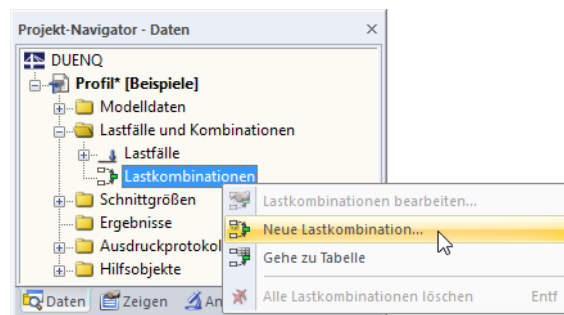 Projekt-Navigator - Daten
DUENQ
Profil* [Beispiele]
Modelldaten
Lastfälle und Kombinationen
Lastfälle
Lastkombinationen
Schnittgrößen
Ergebnisse
Ausdruckprotokol
Hilfsobjekte
Daten Zeigen An
Lastkombinationen bearbeiten...
Neue Lastkombination...
Gehe zu Tabelle
Alle Lastkombinationen löschen Entf